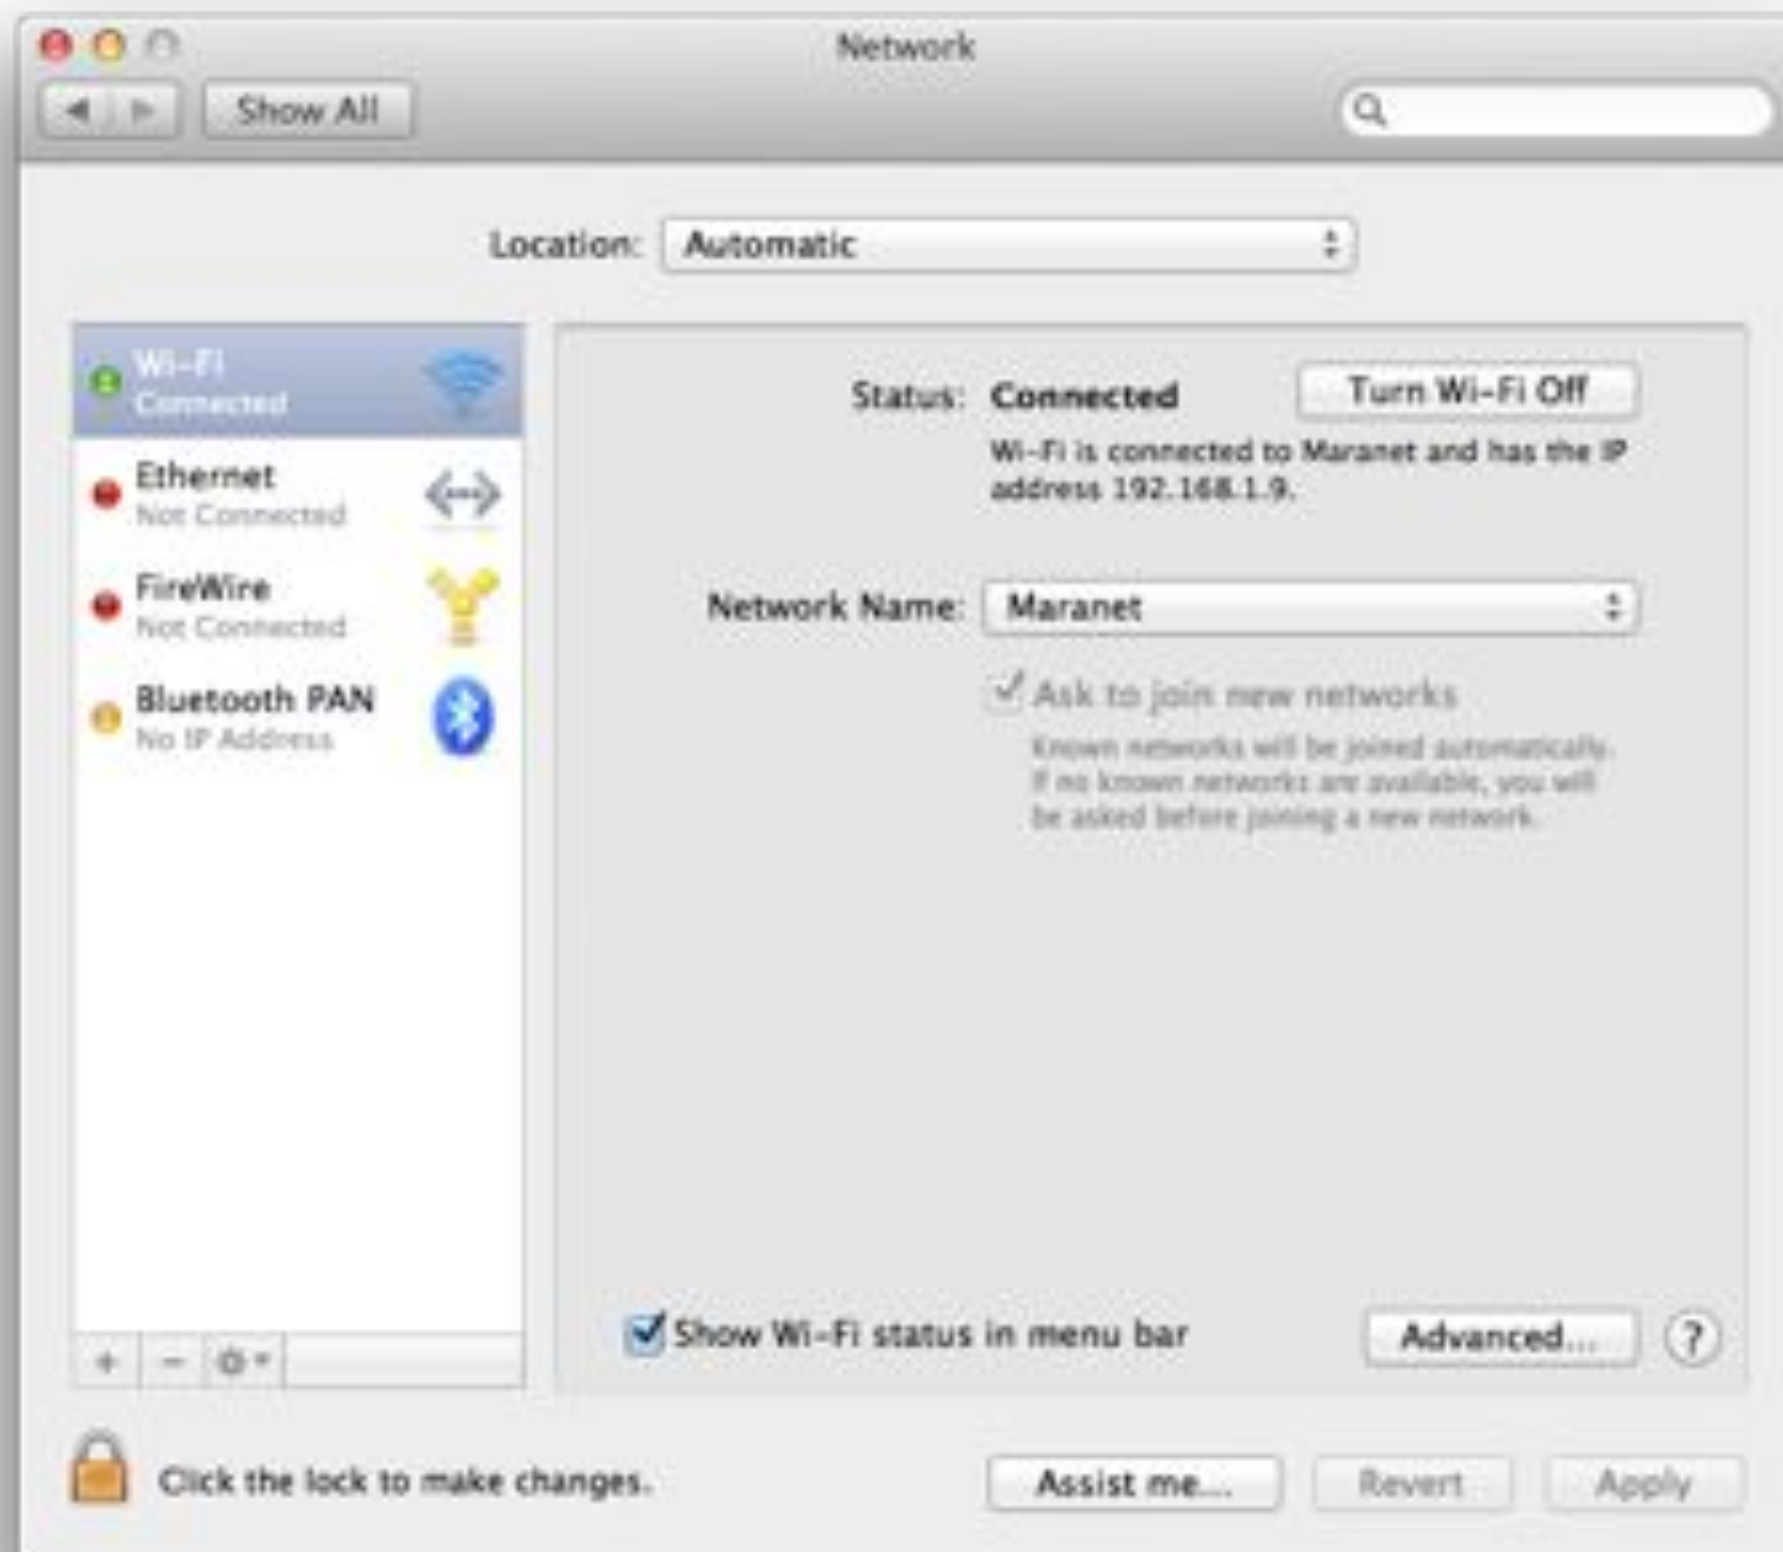 Network
Show All
Location: Automatic
Wi-Fi
Connected
Ethernet
Not Connected
FireWire
Not Connected
Bluetooth PAN
No IP Address
Status: Connected
Turn Wi-Fi Off
Wi-Fi is connected to Maranet and has the IP
address 192.168.1.9.
Network Name: Maranet
Ask to join new networks
Known networks will be joined automatically.
If no known networks are available, you will
be asked before joining a new network.
Show Wi-Fi status in menu bar
Advanced...
?
Click the lock to make changes.
Assist me...
Revert
Apply